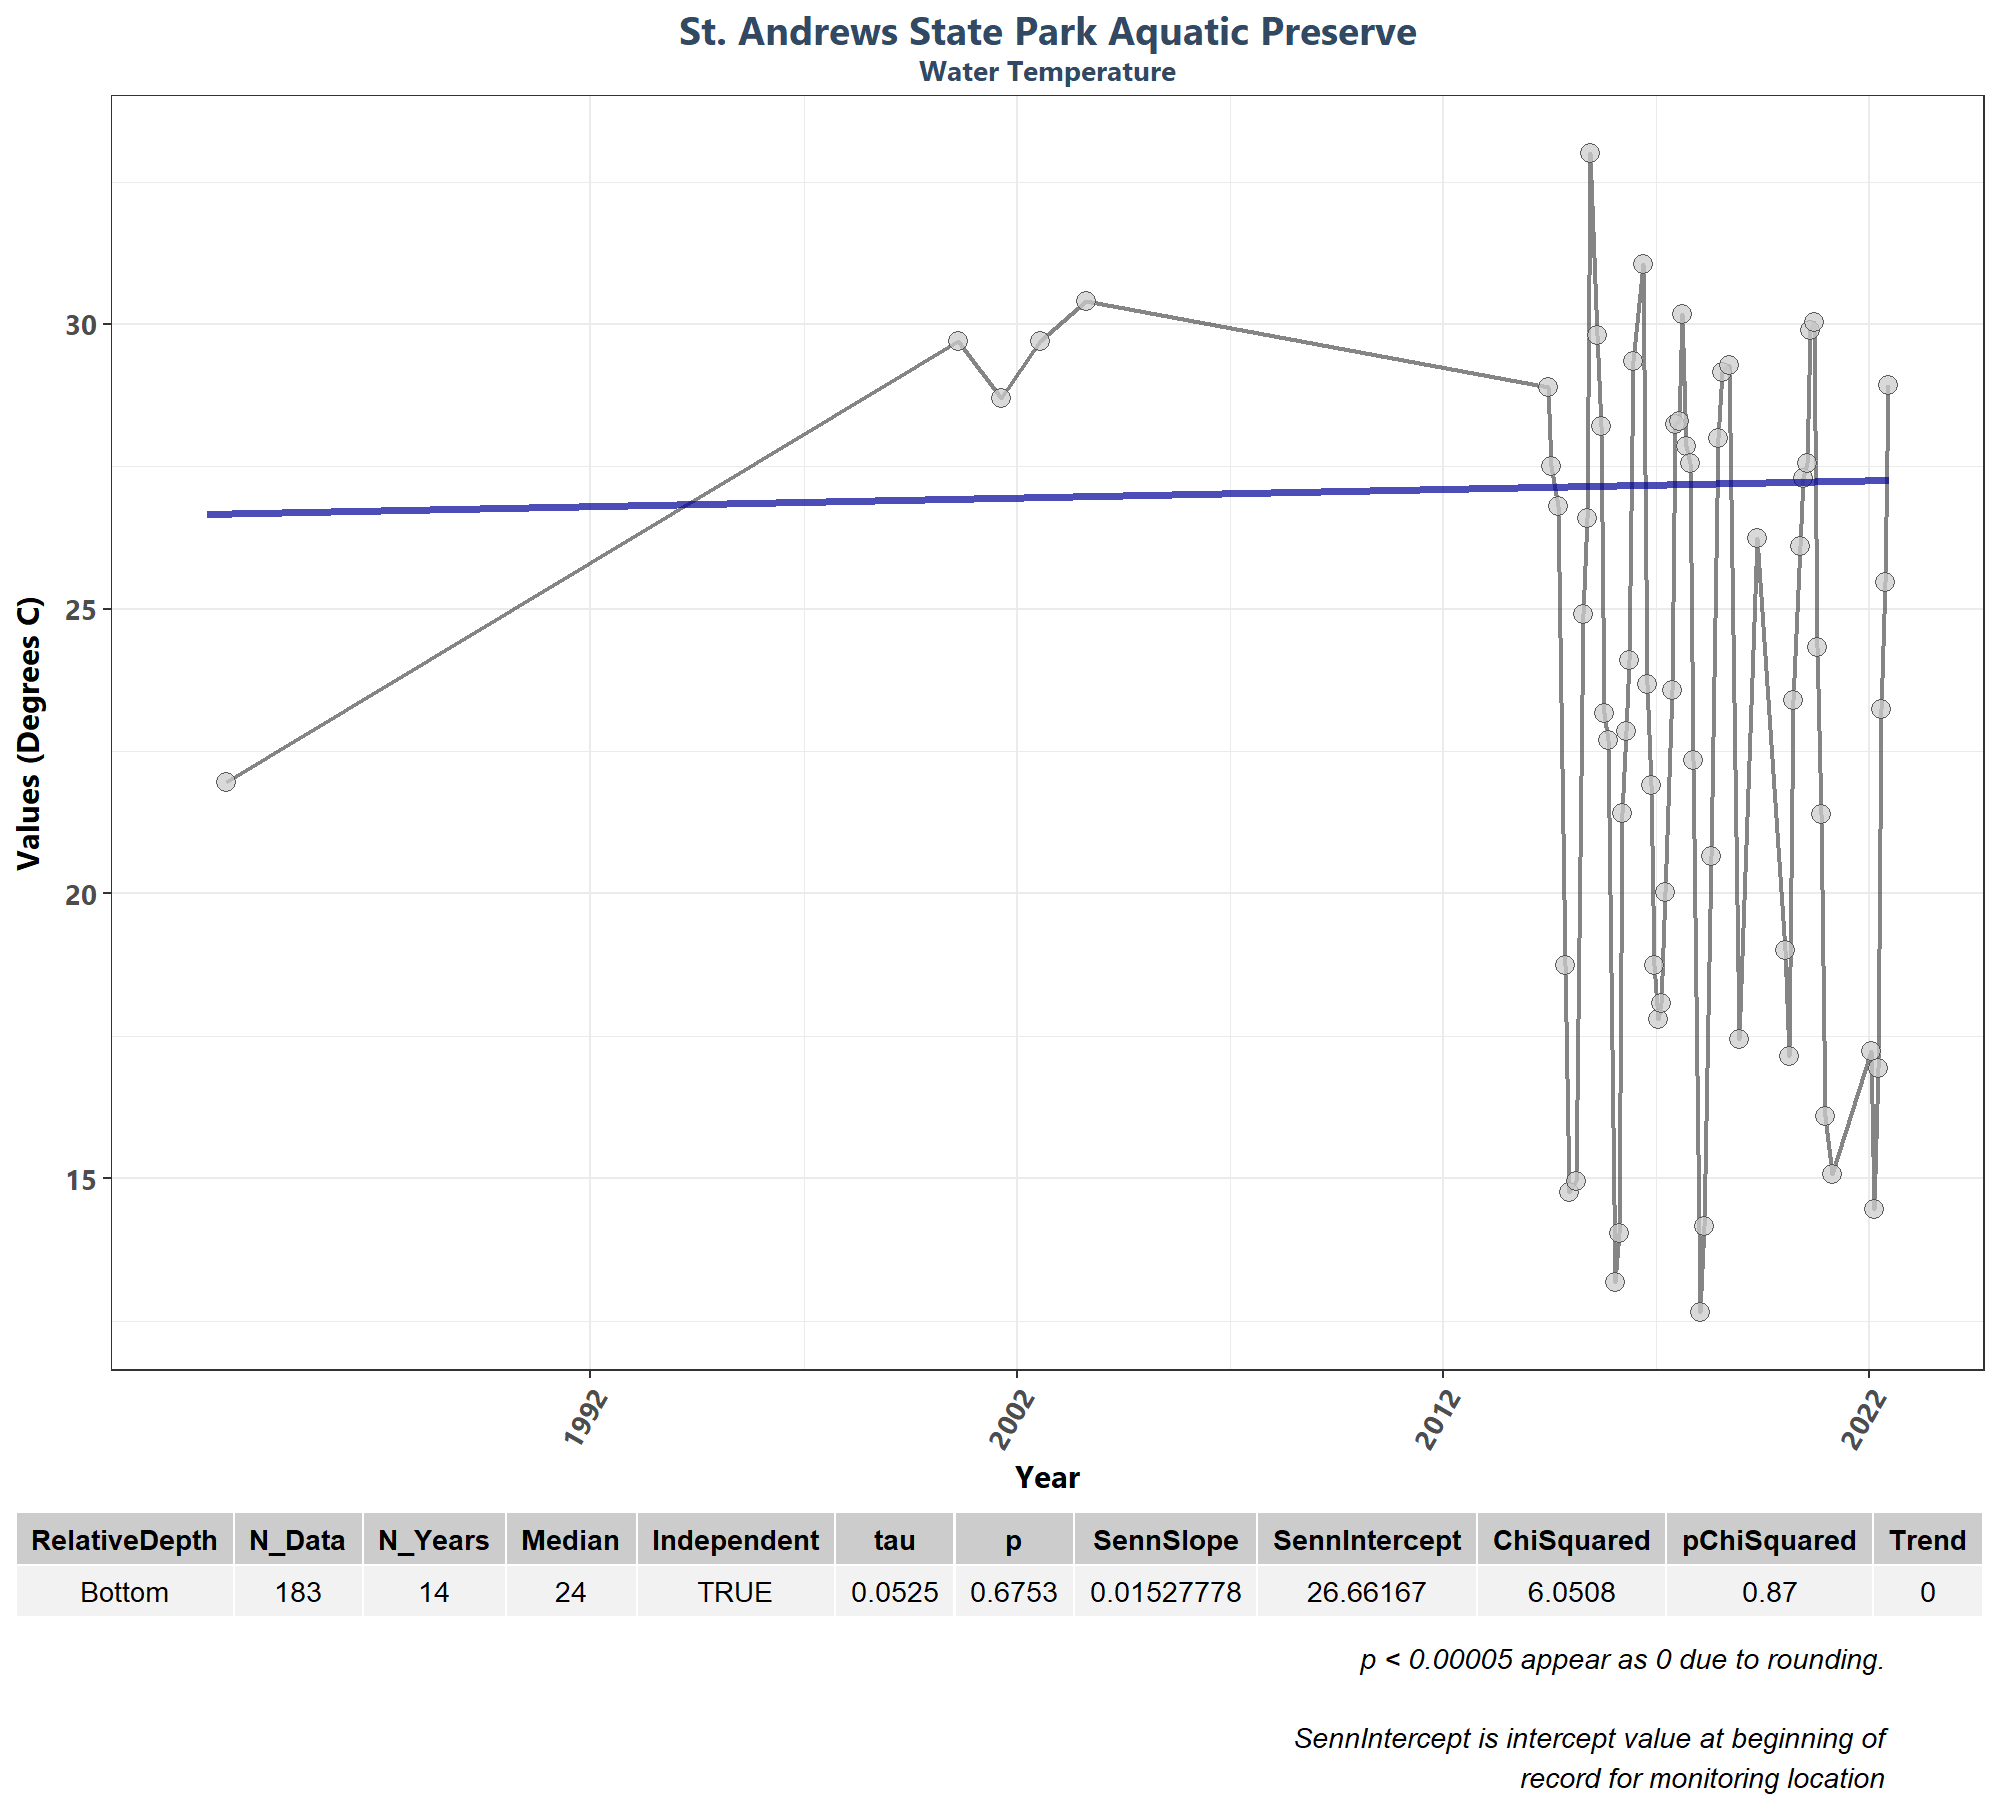 St. Andrews State Park Aquatic Preserve
Water Temperature
Values (Degrees C)
30
25
20
15
1992
2002
2012
2022
Year
RelativeDepth N_Data N_Years Median Independent tau p SennSlope SennIntercept ChiSquared pChiSquared Trend
Bottom 183 14 24 TRUE 0.0525 0.6753 0.01527778 26.66167 6.0508 0.87 0
p < 0.00005 appear as 0 due to rounding.
SennIntercept is intercept value at beginning of
record for monitoring location